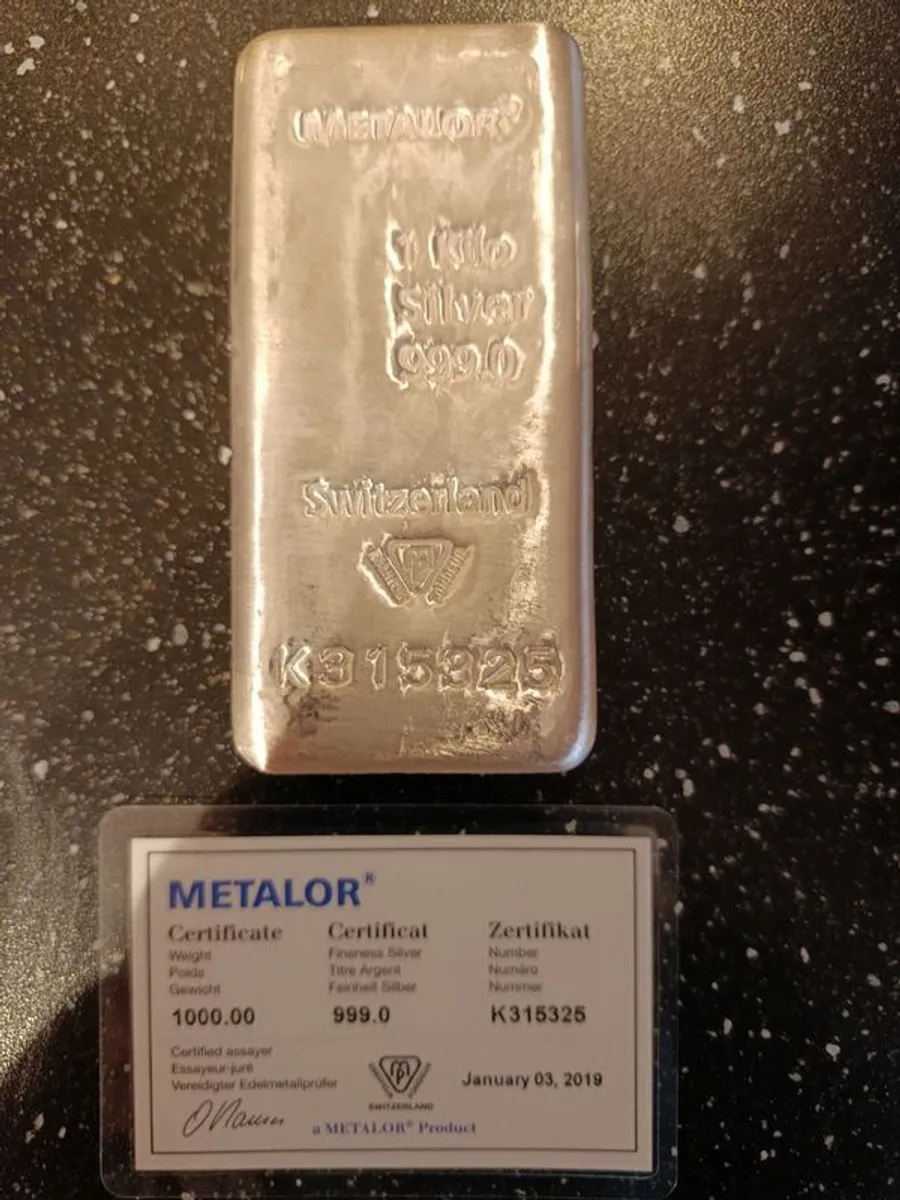 METALOR®
1 Kilo
Silver
999.0
Switzerland
K315325
METALOR®
Certificate Certificat Zertifikat
Weight Fineness Silver Number
Poids Titre Argent Numéro
Gewicht Feinheit Silber Nummer
1000.00 999.0 K315325
Certified assayer
Essayeur-juré
Vereidigter Edelmetallprüfer
January 03, 2019
SWITZERLAND
a METALOR® Product